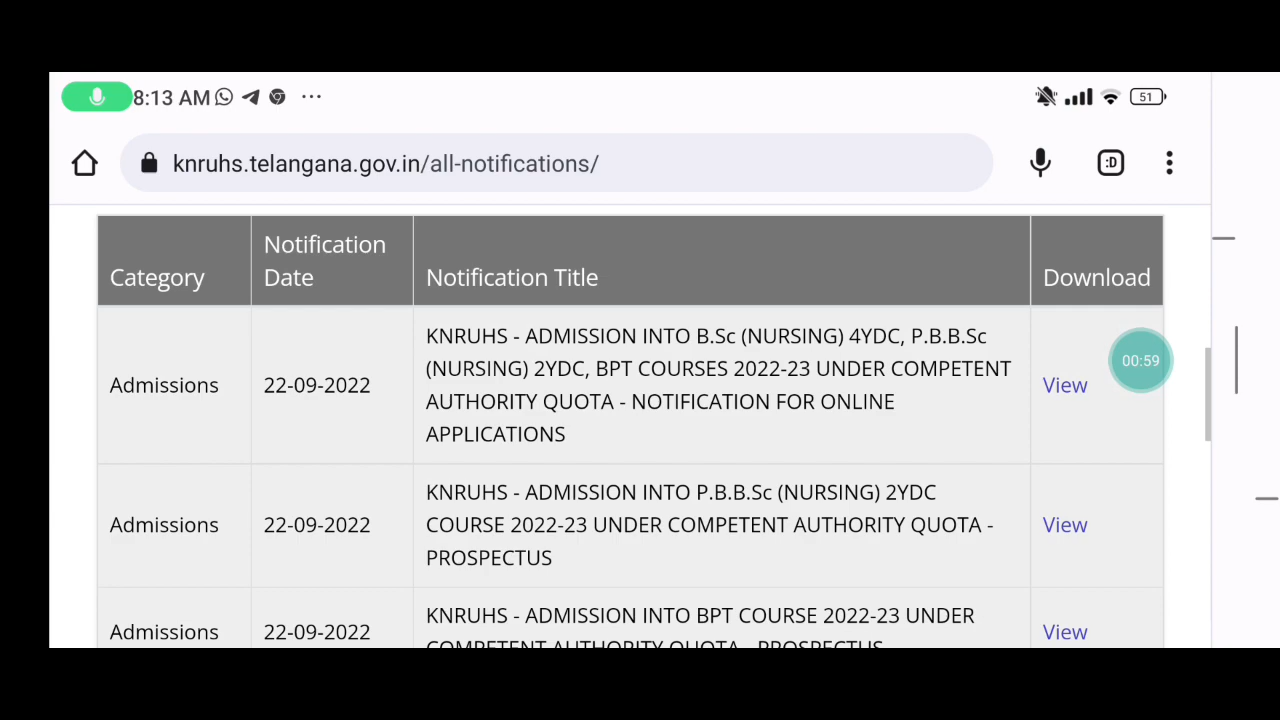 8:13 AM
51
knruhs.telangana.gov.in/all-notifications/
:D
Category
Notification
Date
Notification Title
Download
Admissions
22-09-2022
KNRUHS - ADMISSION INTO B.Sc (NURSING) 4YDC, P.B.B.Sc
(NURSING) 2YDC, BPT COURSES 2022-23 UNDER COMPETENT
AUTHORITY QUOTA - NOTIFICATION FOR ONLINE
APPLICATIONS
View
00:59
Admissions
22-09-2022
KNRUHS - ADMISSION INTO P.B.B.Sc (NURSING) 2YDC
COURSE 2022-23 UNDER COMPETENT AUTHORITY QUOTA -
PROSPECTUS
View
Admissions
22-09-2022
KNRUHS - ADMISSION INTO BPT COURSE 2022-23 UNDER
COMPETENT AUTHORITY QUOTA - PROSPECTUS
View